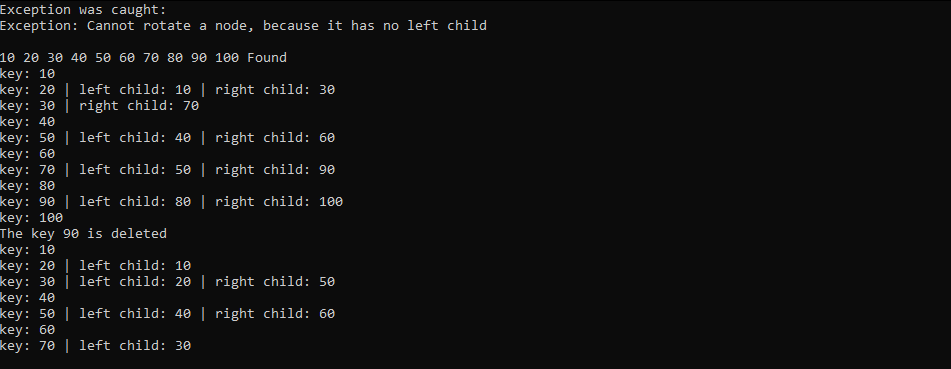 Exception was caught:
Exception: Cannot rotate a node, because it has no left child
10 20 30 40 50 60 70 80 90 100 Found
key: 10
key: 20 | left child: 10 | right child: 30
key: 30 | right child: 70
key: 40
key: 50 | left child: 40 | right child: 60
key: 60
key: 70 | left child: 50 | right child: 90
key: 80
key: 90 | left child: 80 | right child: 100
key: 100
The key 90 is deleted
key: 10
key: 20 | left child: 10
key: 30 | left child: 20 | right child: 50
key: 40
key: 50 | left child: 40 | right child: 60
key: 60
key: 70 | left child: 30